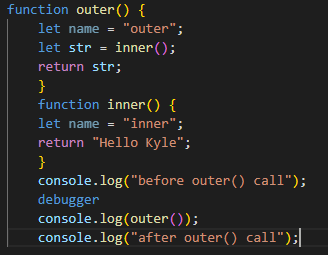 function outer() {
let name = "outer";
let str = inner();
return str;
}
function inner() {
let name = "inner";
return "Hello Kyle";
}
console.log("before outer() call");
debugger
console.log(outer());
console.log("after outer() call");